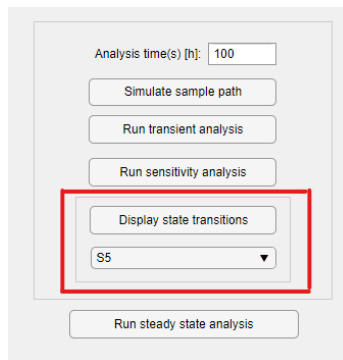 Analysis time(s) [h]: 100
Simulate sample path
Run transient analysis
Run sensitivity analysis
Display state transitions
S5
Run steady state analysis